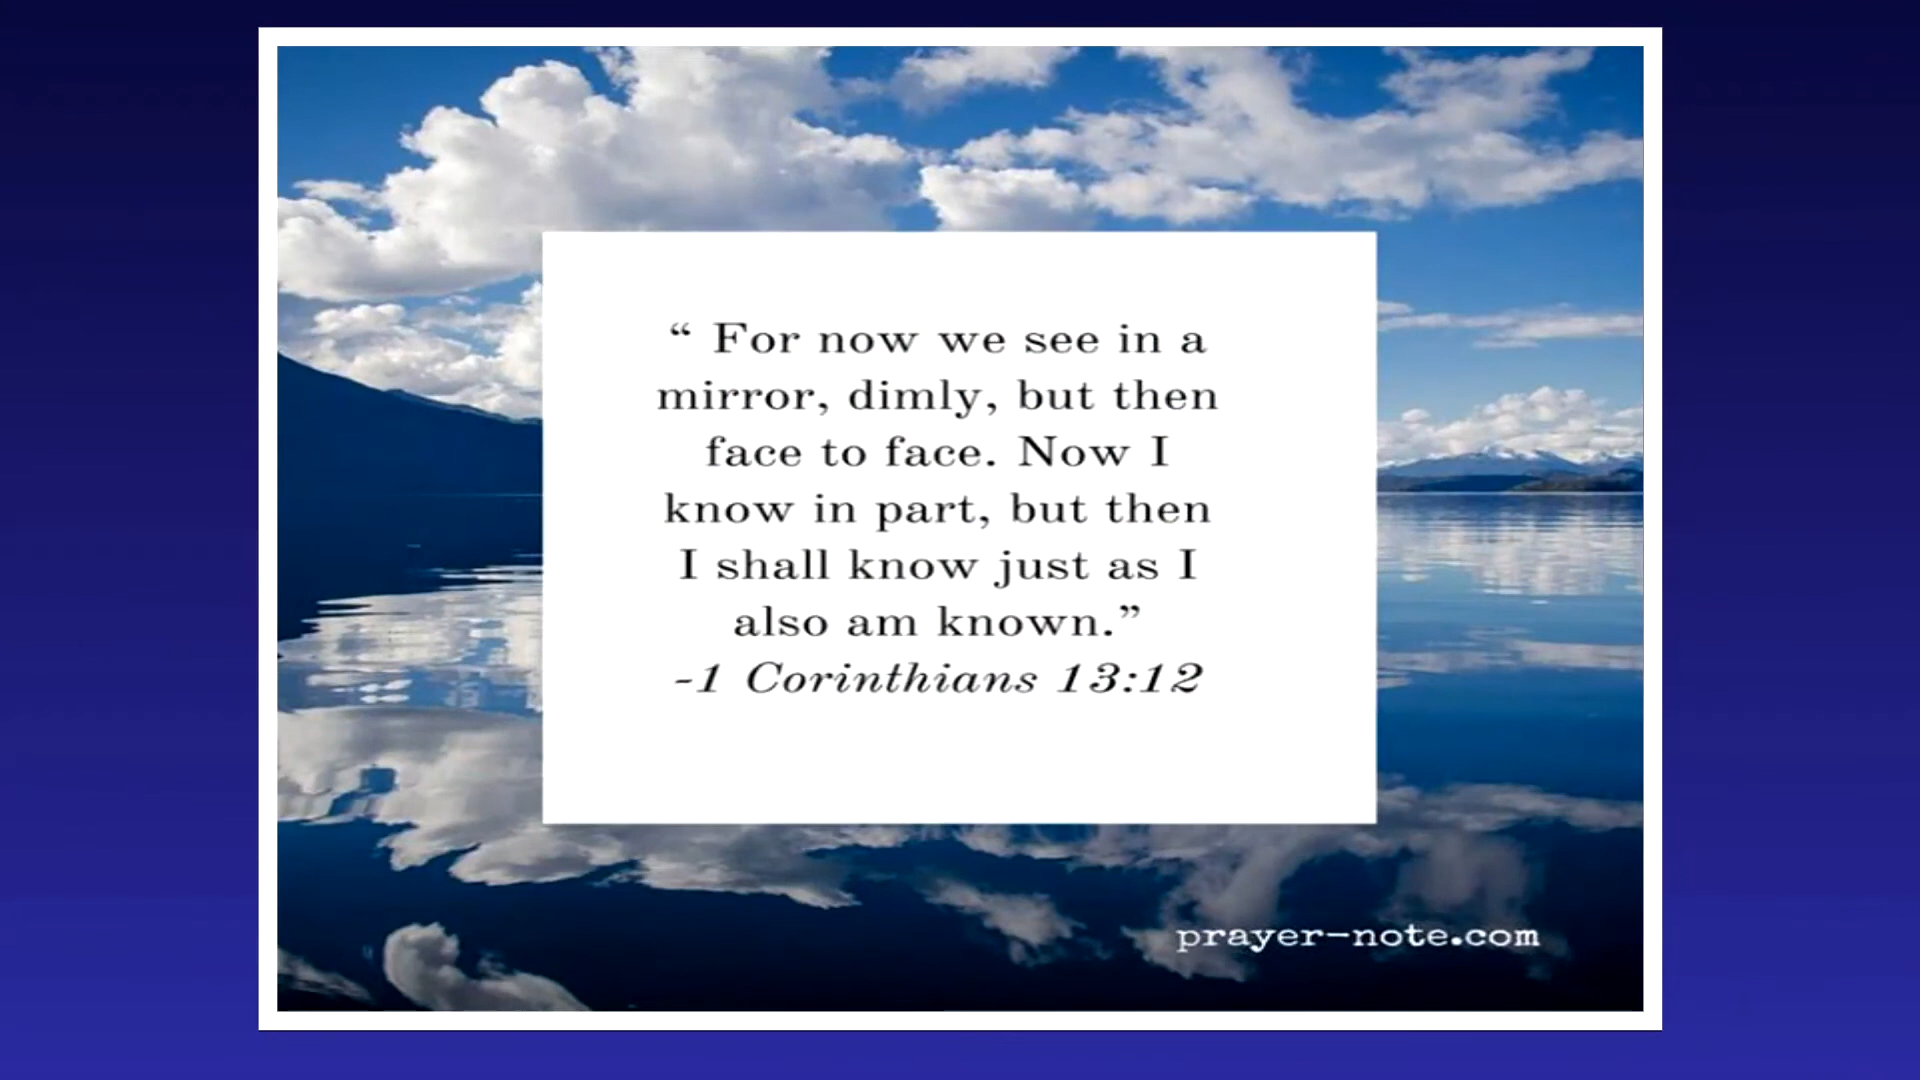 “ For now we see in a
mirror, dimly, but then
face to face. Now I
know in part, but then
I shall know just as I
also am known.”
-1 Corinthians 13:12
prayer-note.com